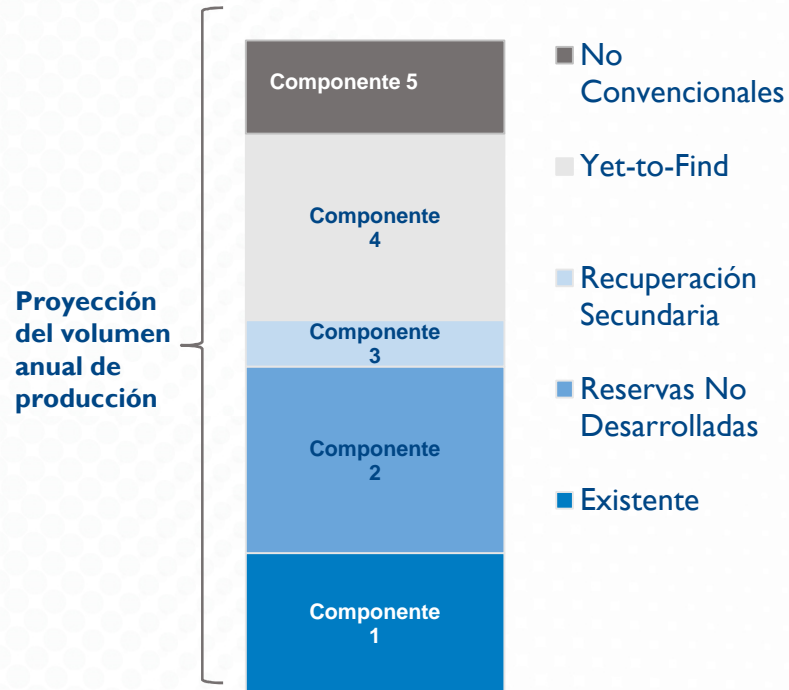 Proyección
del volumen
anual de
producción
Componente 5
Componente
4
Componente
3
Componente
2
Componente
1
No
Convencionales
Yet-to-Find
Recuperación
Secundaria
Reservas No
Desarrolladas
Existente